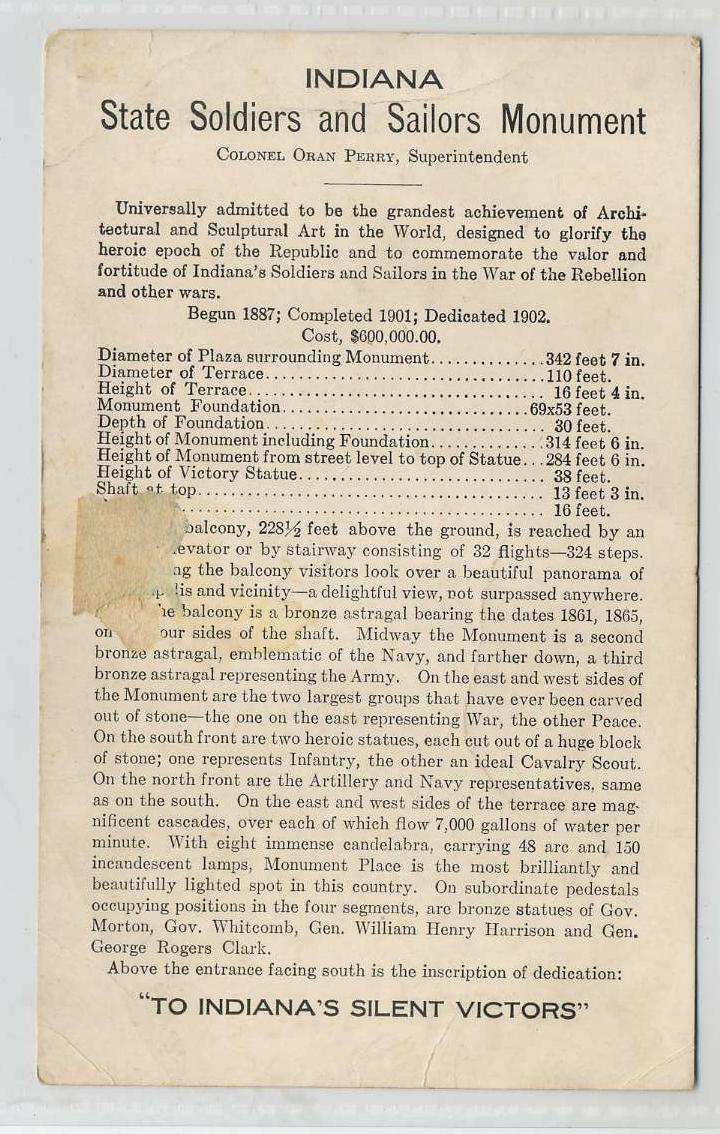 INDIANA
State Soldiers and Sailors Monument
COLONEL ORAN PERRY, Superintendent
Universally admitted to be the grandest achievement of Archi-
tectural and Sculptural Art in the World, designed to glorify the
heroic epoch of the Republic and to commemorate the valor and
fortitude of Indiana's Soldiers and Sailors in the War of the Rebellion
and other wars.
Begun 1887; Completed 1901; Dedicated 1902.
Cost, $600,000.00.
Diameter of Plaza surrounding Monument..............342 feet 7 in.
Diameter of Terrace...................................110 feet.
Height of Terrace..................................... 16 feet 4 in.
Monument Foundation...............................69x53 feet.
Depth of Foundation................................... 30 feet.
Height of Monument including Foundation..............314 feet 6 in.
Height of Monument from street level to top of Statue...284 feet 6 in.
Height of Victory Statue............................... 38 feet.
Shaft at top........................................... 13 feet 3 in.
............................................. 16 feet.
balcony, 228½ feet above the ground, is reached by an
levator or by stairway consisting of 32 flights—324 steps.
ng the balcony visitors look over a beautiful panorama of
lis and vicinity—a delightful view, not surpassed anywhere.
he balcony is a bronze astragal bearing the dates 1861, 1865,
on our sides of the shaft. Midway the Monument is a second
bronze astragal, emblematic of the Navy, and farther down, a third
bronze astragal representing the Army. On the east and west sides of
the Monument are the two largest groups that have ever been carved
out of stone—the one on the east representing War, the other Peace.
On the south front are two heroic statues, each cut out of a huge block
of stone; one represents Infantry, the other an ideal Cavalry Scout.
On the north front are the Artillery and Navy representatives, same
as on the south. On the east and west sides of the terrace are mag-
nificent cascades, over each of which flow 7,000 gallons of water per
minute. With eight immense candelabra, carrying 48 arc and 150
incandescent lamps, Monument Place is the most brilliantly and
beautifully lighted spot in this country. On subordinate pedestals
occupying positions in the four segments, are bronze statues of Gov.
Morton, Gov. Whitcomb, Gen. William Henry Harrison and Gen.
George Rogers Clark.
Above the entrance facing south is the inscription of dedication:
"TO INDIANA'S SILENT VICTORS"